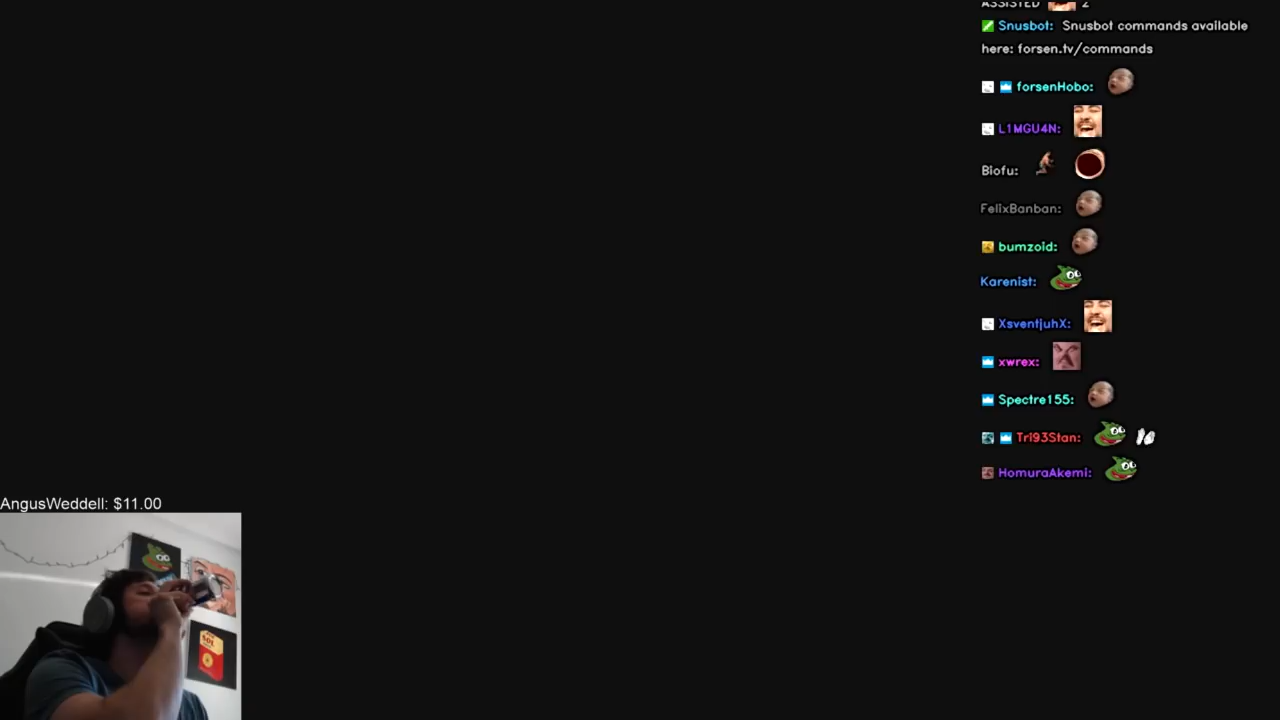 ASSISTED 2
Snusbot: Snusbot commands available
here: forsen.tv/commands
forsenHobo:
L1MGU4N:
Biofu:
FelixBanban:
bumzoid:
Karenist:
XsventjuhX:
xwrex:
Spectre155:
Tri93Stan:
HomuraAkemi:
AngusWeddell: $11.00